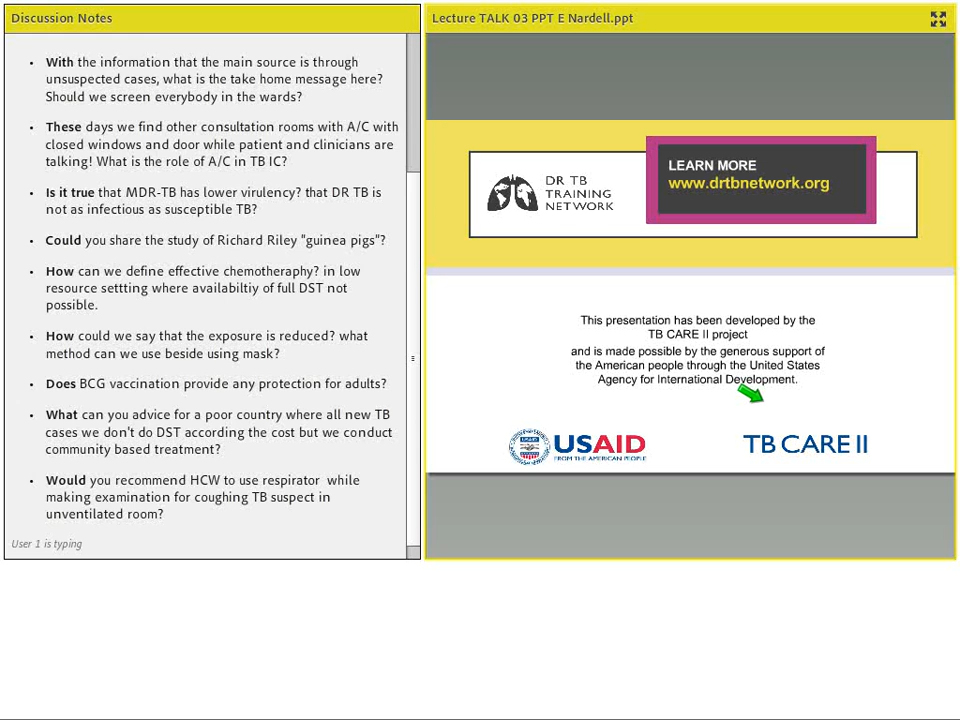 Discussion Notes
• With the information that the main source is through
unsuspected cases, what is the take home message here?
Should we screen everybody in the wards?
• These days we find other consultation rooms with A/C with
closed windows and door while patient and clinicians are
talking! What is the role of A/C in TB IC?
• Is it true that MDR-TB has lower virulency? that DR TB is
not as infectious as susceptible TB?
• Could you share the study of Richard Riley "guinea pigs"?
• How can we define effective chemotheraphy? in low
resource settting where availabiltiy of full DST not
possible.
• How could we say that the exposure is reduced? what
method can we use beside using mask?
• Does BCG vaccination provide any protection for adults?
• What can you advice for a poor country where all new TB
cases we don't do DST according the cost but we conduct
community based treatment?
• Would you recommend HCW to use respirator while
making examination for coughing TB suspect in
unventilated room?
User 1 is typing
Lecture TALK 03 PPT E Nardell.ppt
DR TB
TRAINING
NETWORK
LEARN MORE
www.drtbnetwork.org
This presentation has been developed by the
TB CARE II project
and is made possible by the generous support of
the American people through the United States
Agency for International Development.
USAID
FROM THE AMERICAN PEOPLE
TB CARE II